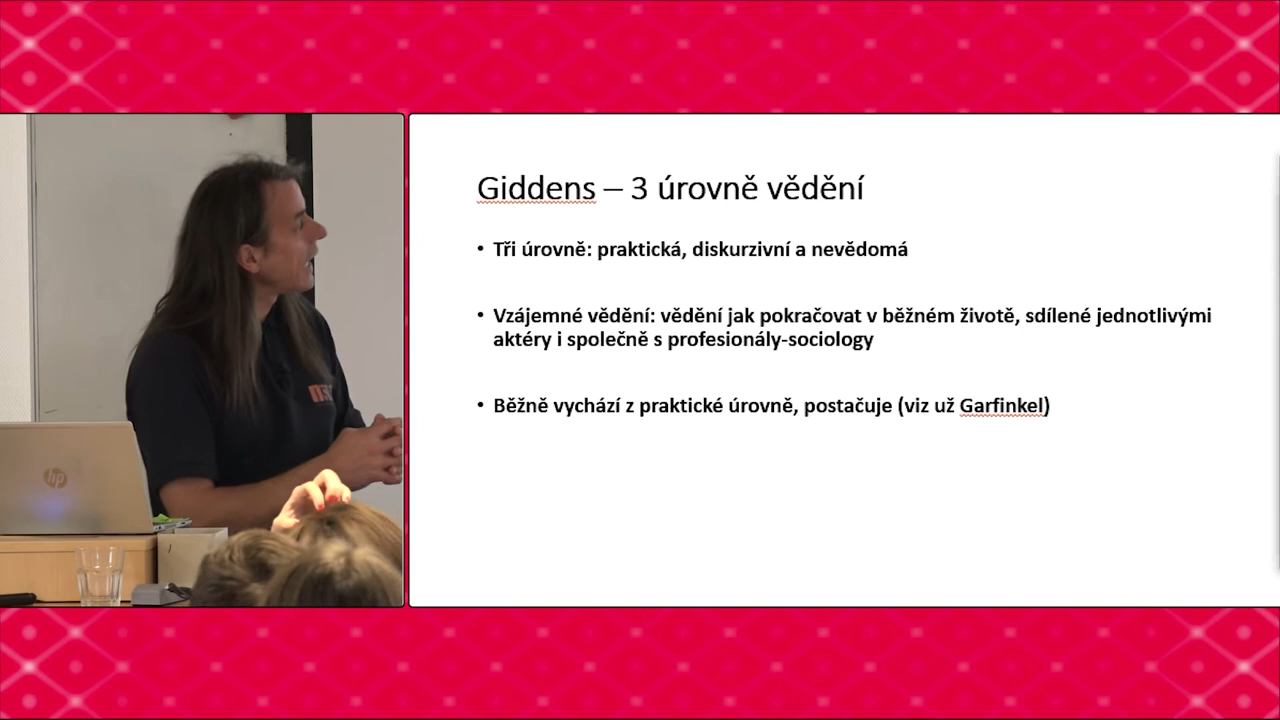 Giddens – 3 úrovně vědění
• Tři úrovně: praktická, diskurzivní a nevědomá
• Vzájemné vědění: vědění jak pokračovat v běžném životě, sdílené jednotlivými
aktéry i společně s profesionály-sociology
• Běžně vychází z praktické úrovně, postačuje (viz už Garfinkel)
hp